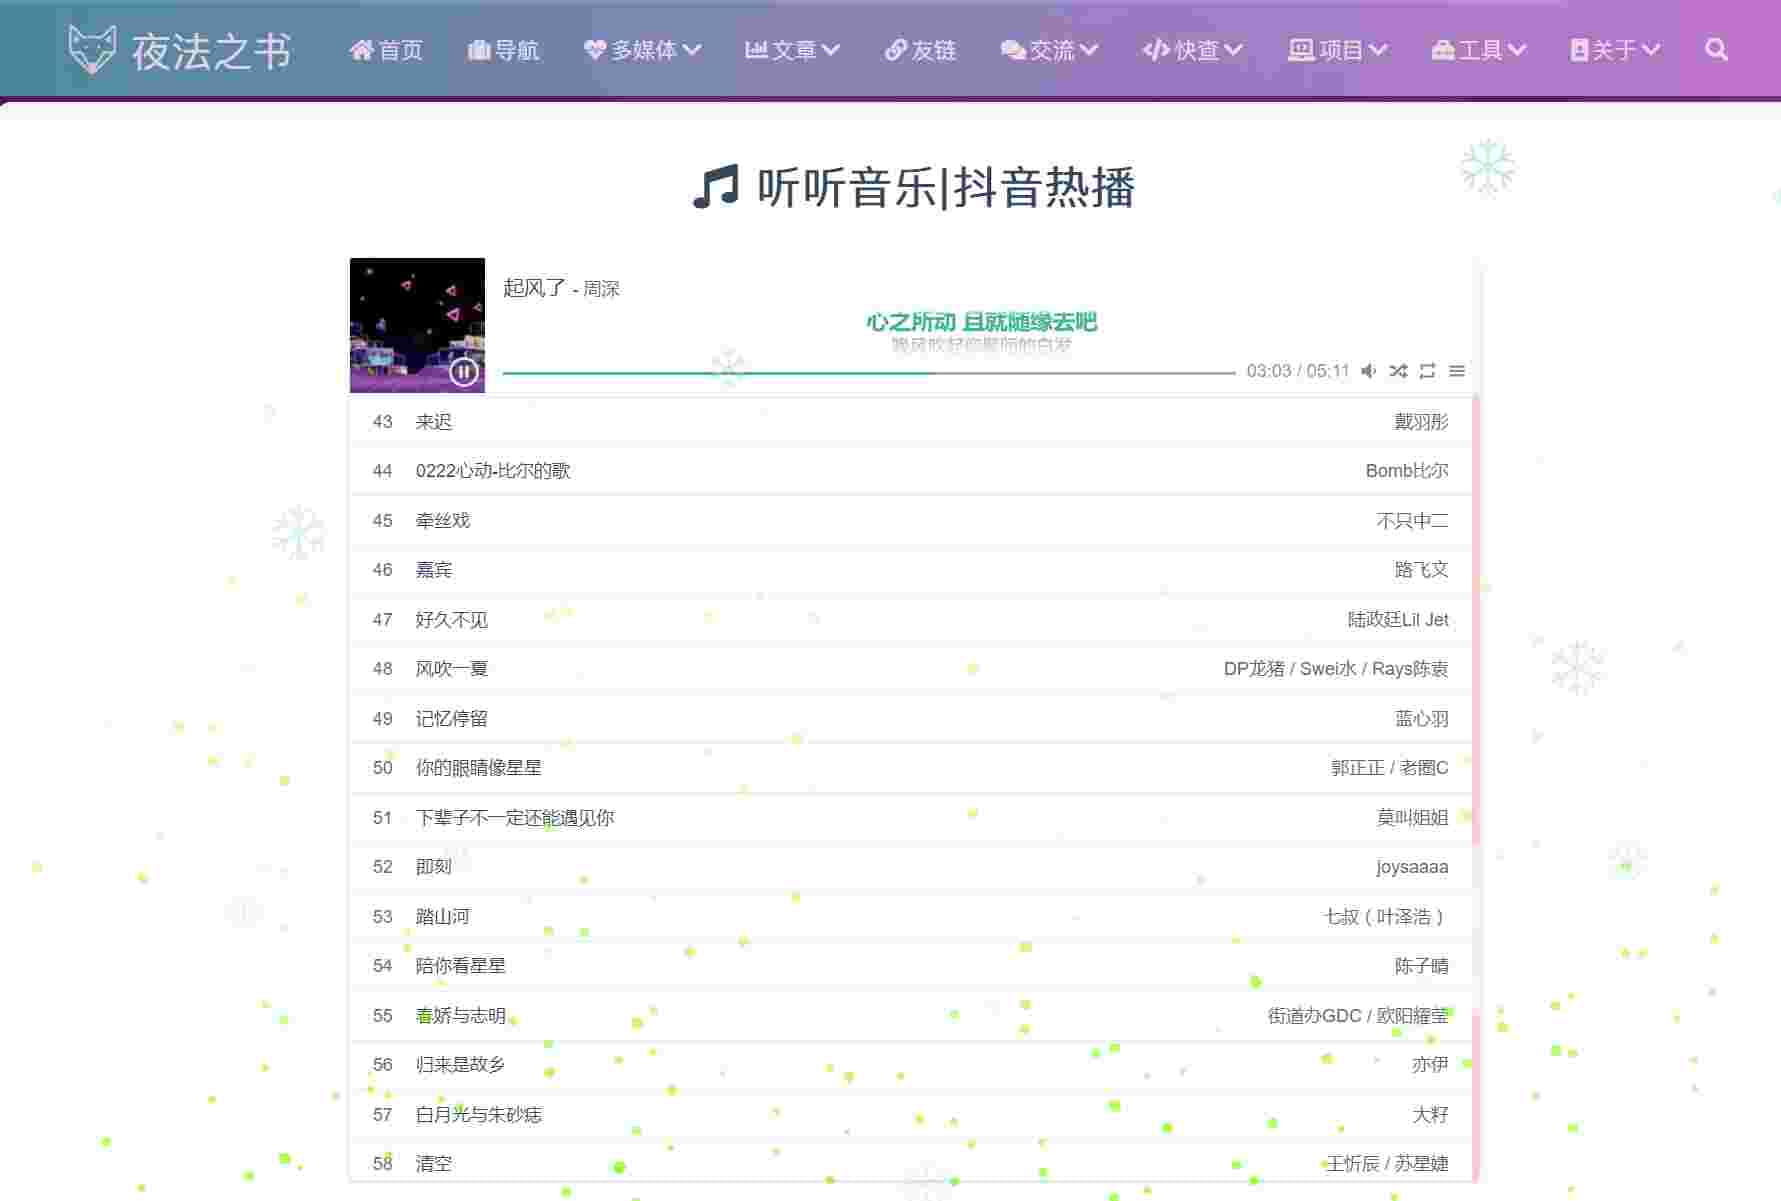 夜法之书 首页 导航 多媒体 文章 友链 交流 快查 项目 工具 关于
听听音乐|抖音热播
起风了 - 周深
心之所动 且就随缘去吧
晚风吹起你鬓间的白发
03:03 / 05:11
43 来迟 戴羽彤
44 0222心动-比尔的歌 Bomb比尔
45 牵丝戏 不只中二
46 嘉宾 路飞文
47 好久不见 陆政廷Lil Jet
48 风吹一夏 DP龙猪 / Swei水 / Rays陈袁
49 记忆停留 蓝心羽
50 你的眼睛像星星 郭正正 / 老圈C
51 下辈子不一定还能遇见你 莫叫姐姐
52 即刻 joysaaaa
53 踏山河 七叔（叶泽浩）
54 陪你看星星 陈子晴
55 春娇与志明 街道办GDC / 欧阳耀莹
56 归来是故乡 亦伊
57 白月光与朱砂痣 大籽
58 清空 王忻辰 / 苏星婕